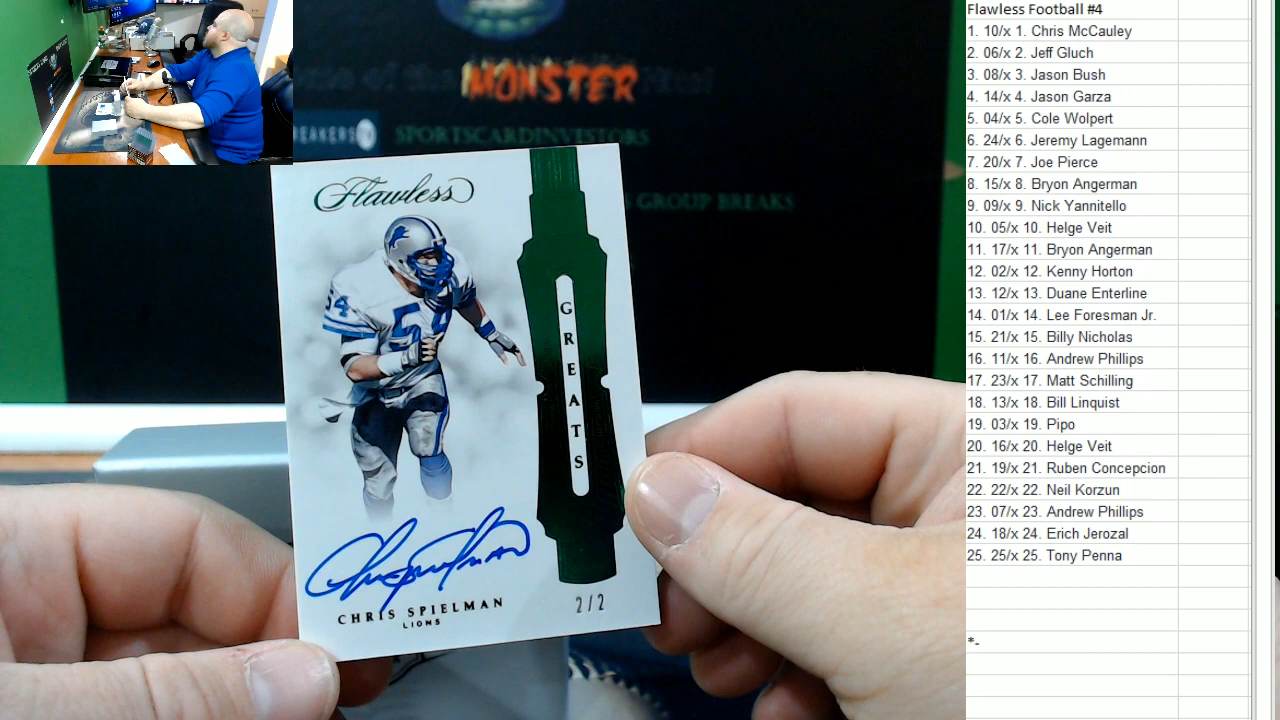 MONSTER
BREAKERS TV
SPORTSCARDINVESTORS
GROUP BREAKS
Flawless
54
54
GREATS
CHRIS SPIELMAN
LIONS
2/2
Flawless Football #4
1. 10/x 1. Chris McCauley
2. 06/x 2. Jeff Gluch
3. 08/x 3. Jason Bush
4. 14/x 4. Jason Garza
5. 04/x 5. Cole Wolpert
6. 24/x 6. Jeremy Lagemann
7. 20/x 7. Joe Pierce
8. 15/x 8. Bryon Angerman
9. 09/x 9. Nick Yannitello
10. 05/x 10. Helge Veit
11. 17/x 11. Bryon Angerman
12. 02/x 12. Kenny Horton
13. 12/x 13. Duane Enterline
14. 01/x 14. Lee Foresman Jr.
15. 21/x 15. Billy Nicholas
16. 11/x 16. Andrew Phillips
17. 23/x 17. Matt Schilling
18. 13/x 18. Bill Linquist
19. 03/x 19. Pipo
20. 16/x 20. Helge Veit
21. 19/x 21. Ruben Concepcion
22. 22/x 22. Neil Korzun
23. 07/x 23. Andrew Phillips
24. 18/x 24. Erich Jerozal
25. 25/x 25. Tony Penna
*-